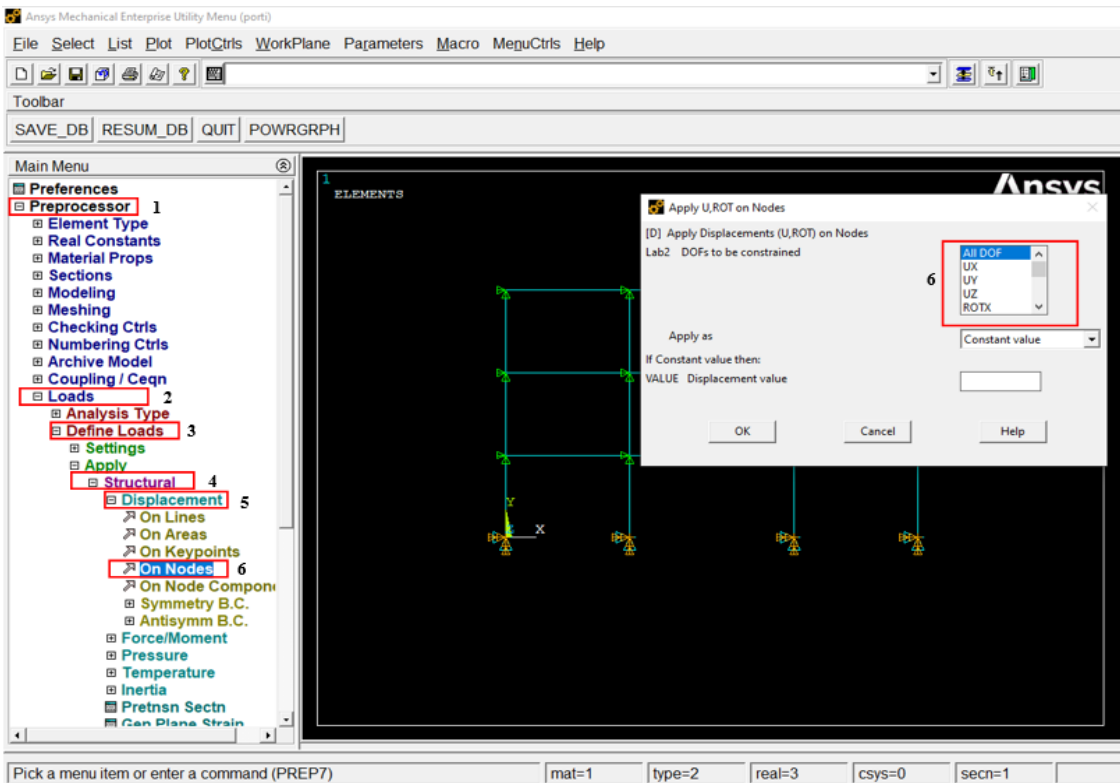 Ansys Mechanical Enterprise Utility Menu (porti)
File Select List Plot PlotCtrls WorkPlane Parameters Macro MenuCtrls Help
Toolbar
SAVE_DB RESUM_DB QUIT POWRGRPH
Main Menu
Preferences
Preprocessor 1
Element Type
Real Constants
Material Props
Sections
Modeling
Meshing
Checking Ctrls
Numbering Ctrls
Archive Model
Coupling / Ceqn
Loads 2
Analysis Type
Define Loads 3
Settings
Apply
Structural 4
Displacement 5
On Lines
On Areas
On Keypoints
On Nodes 6
On Node Compon
Symmetry B.C.
Antisymm B.C.
Force/Moment
Pressure
Temperature
Inertia
Pretnsn Sectn
Gen Plane Strain
1
ELEMENTS
Ansys
Y
X
Apply U,ROT on Nodes
[D] Apply Displacements (U,ROT) on Nodes
Lab2 DOFs to be constrained
6
All DOF
UX
UY
UZ
ROTX
Apply as Constant value
If Constant value then:
VALUE Displacement value
OK Cancel Help
Pick a menu item or enter a command (PREP7) mat=1 type=2 real=3 csys=0 secn=1